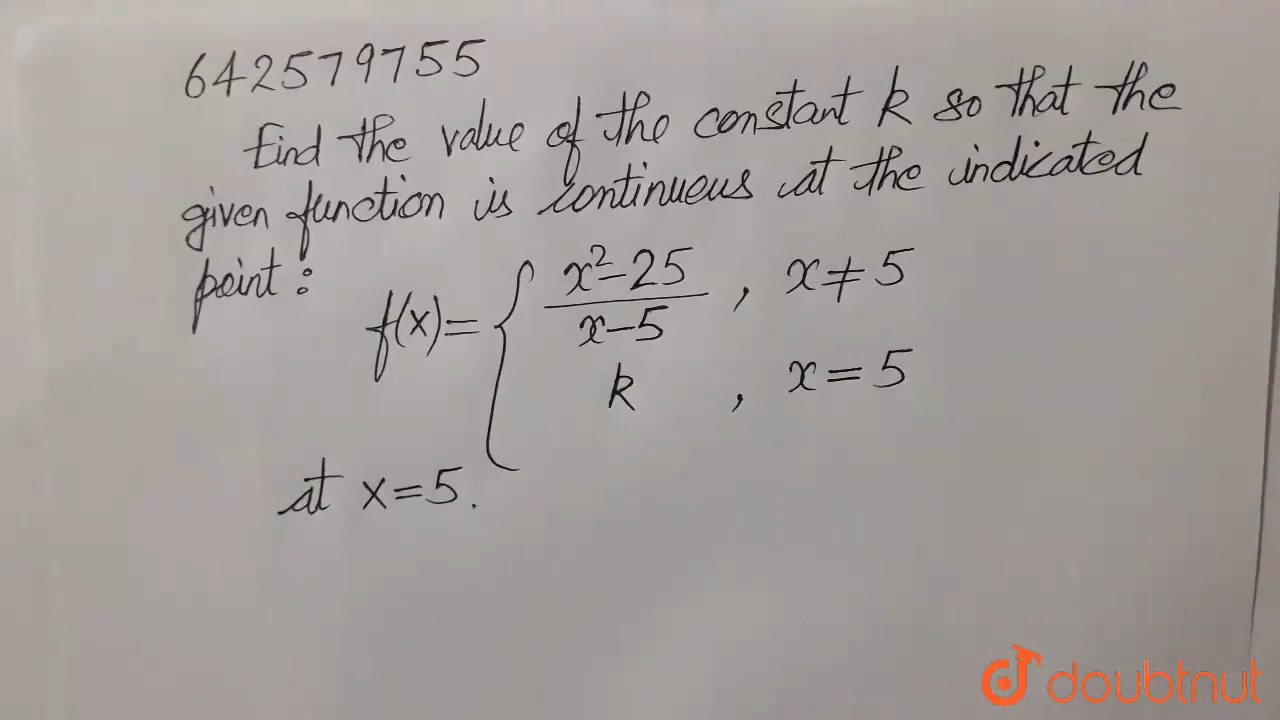 642579755
Find the value of the constant k so that the
given function is continuous at the indicated
point :
f(x) = { x²-25 / x-5 , x ≠ 5
k , x = 5
at x = 5.
doubtnut